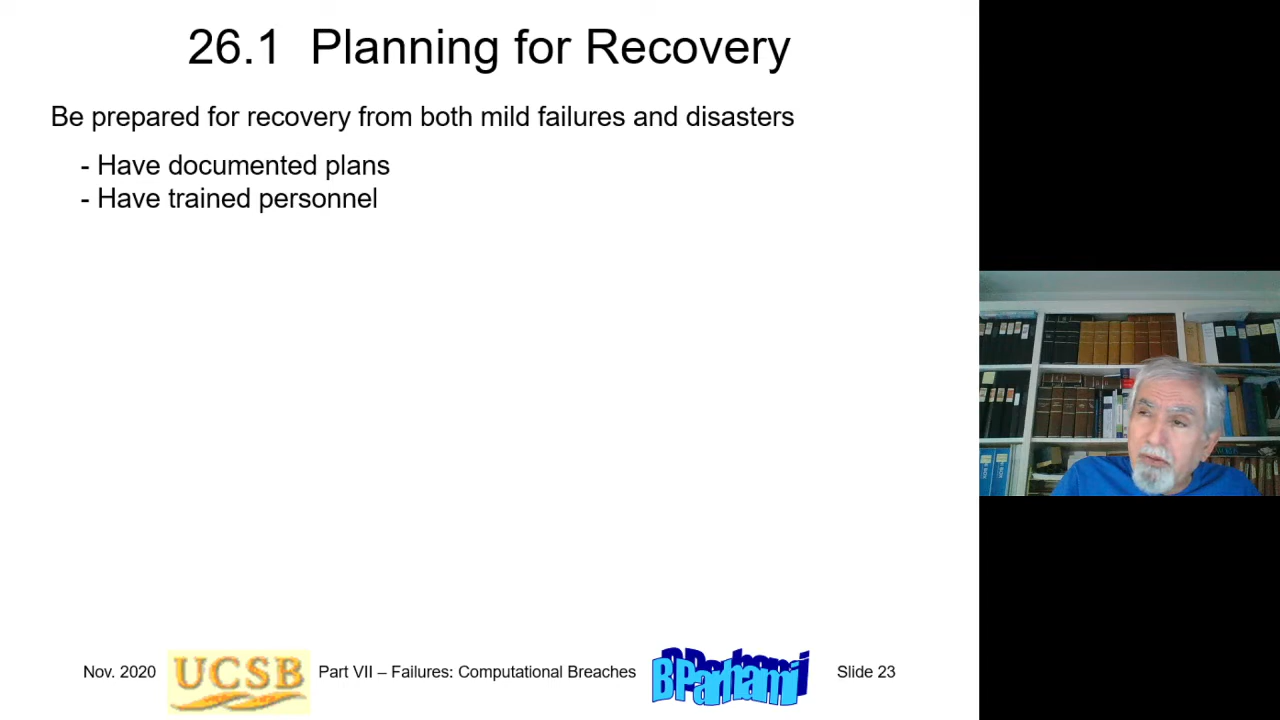 26.1 Planning for Recovery
Be prepared for recovery from both mild failures and disasters
- Have documented plans
- Have trained personnel
Nov. 2020
UCSB
Part VII – Failures: Computational Breaches
B Parhami
Slide 23